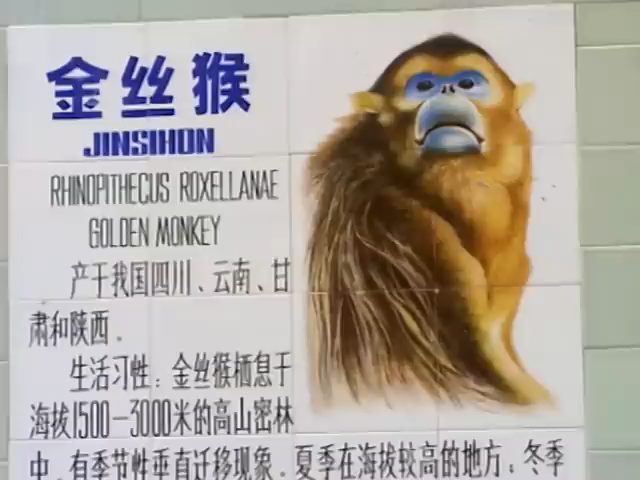 金丝猴
JINSIHON
RHINOPITHECUS ROXELLANAE
GOLDEN MONKEY
产于我国四川、云南、甘
肃和陕西。
生活习性：金丝猴栖息于
海拔1500-3000米的高山密林
中，有季节性垂直迁移现象。夏季在海拔较高的地方；冬季